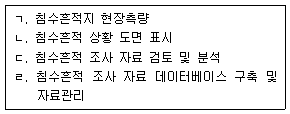 ㄱ. 침수흔적지 현장측량
ㄴ. 침수흔적 상황 도면 표시
ㄷ. 침수흔적 조사 자료 검토 및 분석
ㄹ. 침수흔적 조사 자료 데이터베이스 구축 및
자료관리